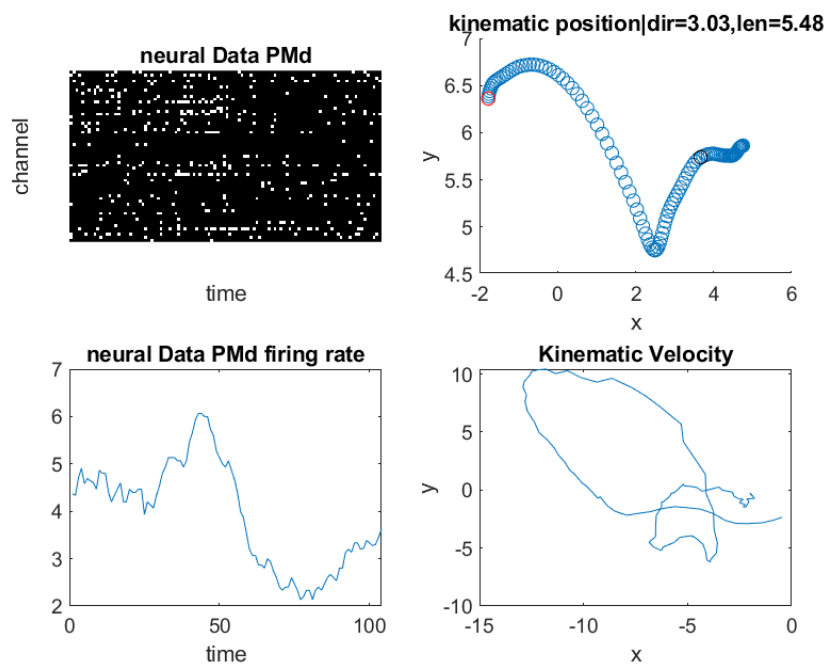 neural Data PMd
channel
time
kinematic position|dir=3.03,len=5.48
7
6.5
6
5.5
5
4.5
y
-2
0
2
4
6
x
neural Data PMd firing rate
7
6
5
4
3
2
0
50
100
time
Kinematic Velocity
10
5
0
-5
-10
y
-15
-10
-5
0
x